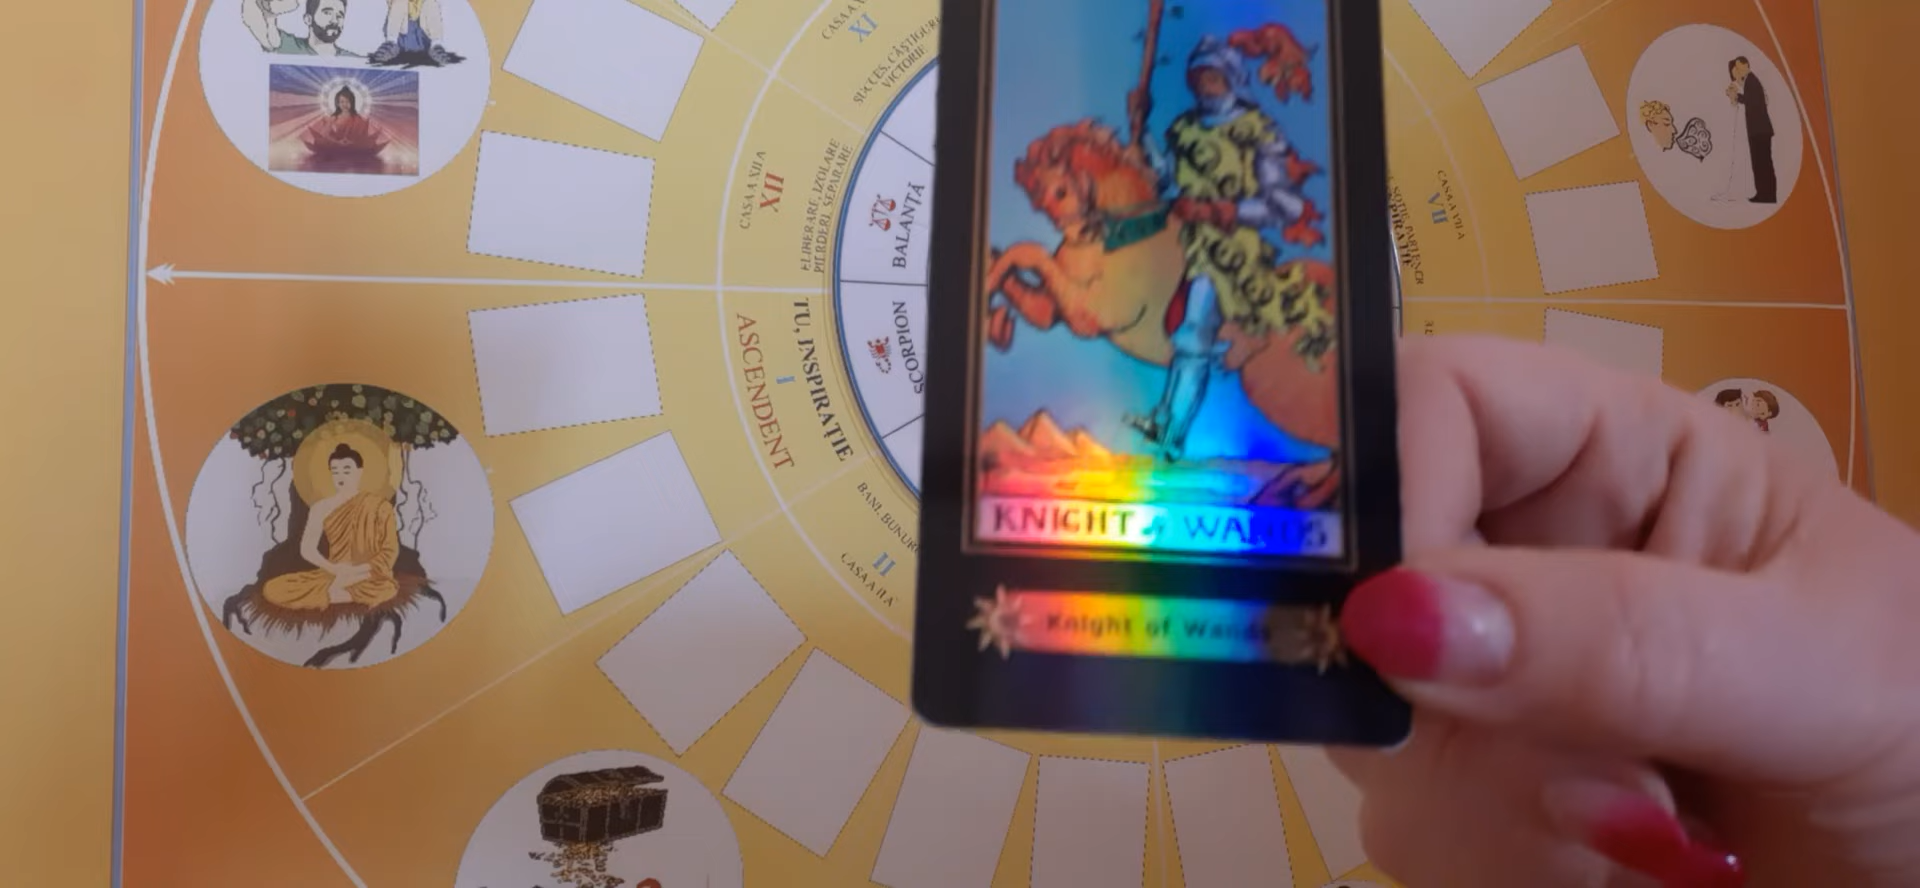 CASA A X
XI
SUCCES, CÂȘTIGURI
VICTORIE
CASA A XII A
XII
ELIBERARE, IZOLARE
PIERDERI, SEPARARE
BALANȚĂ
SCORPION
TU, INSPIRAȚIE
I
ASCENDENT
BANI, BUNURI
II
CASA A II A
CASA A VII A
VII
KNIGHT of WANDS
Knight of Wands